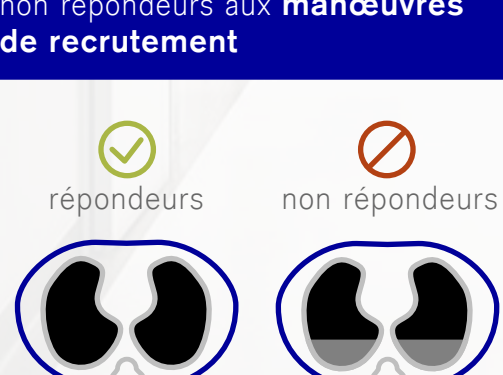 non répondeurs aux manœuvres
de recrutement
répondeurs
non répondeurs